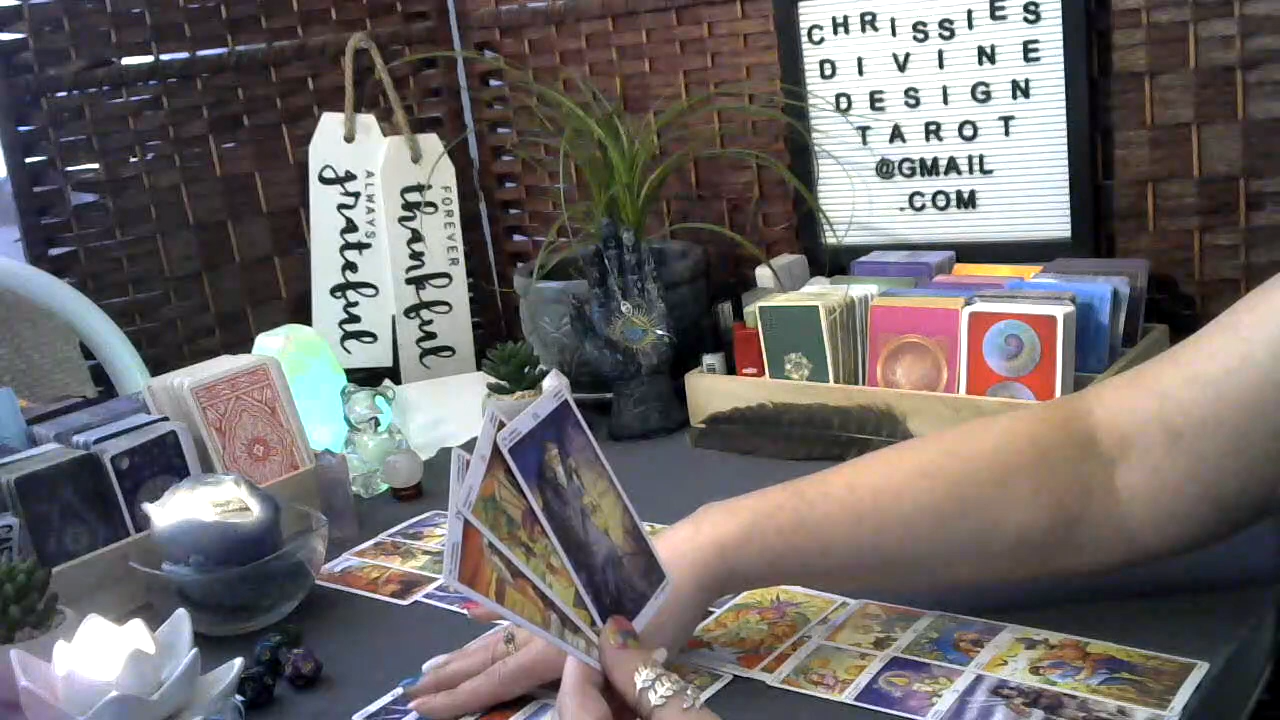 CHRISSIES
DIVINE
DESIGN
TAROT
@GMAIL
.COM
ALWAYS
grateful
FOREVER
thankful